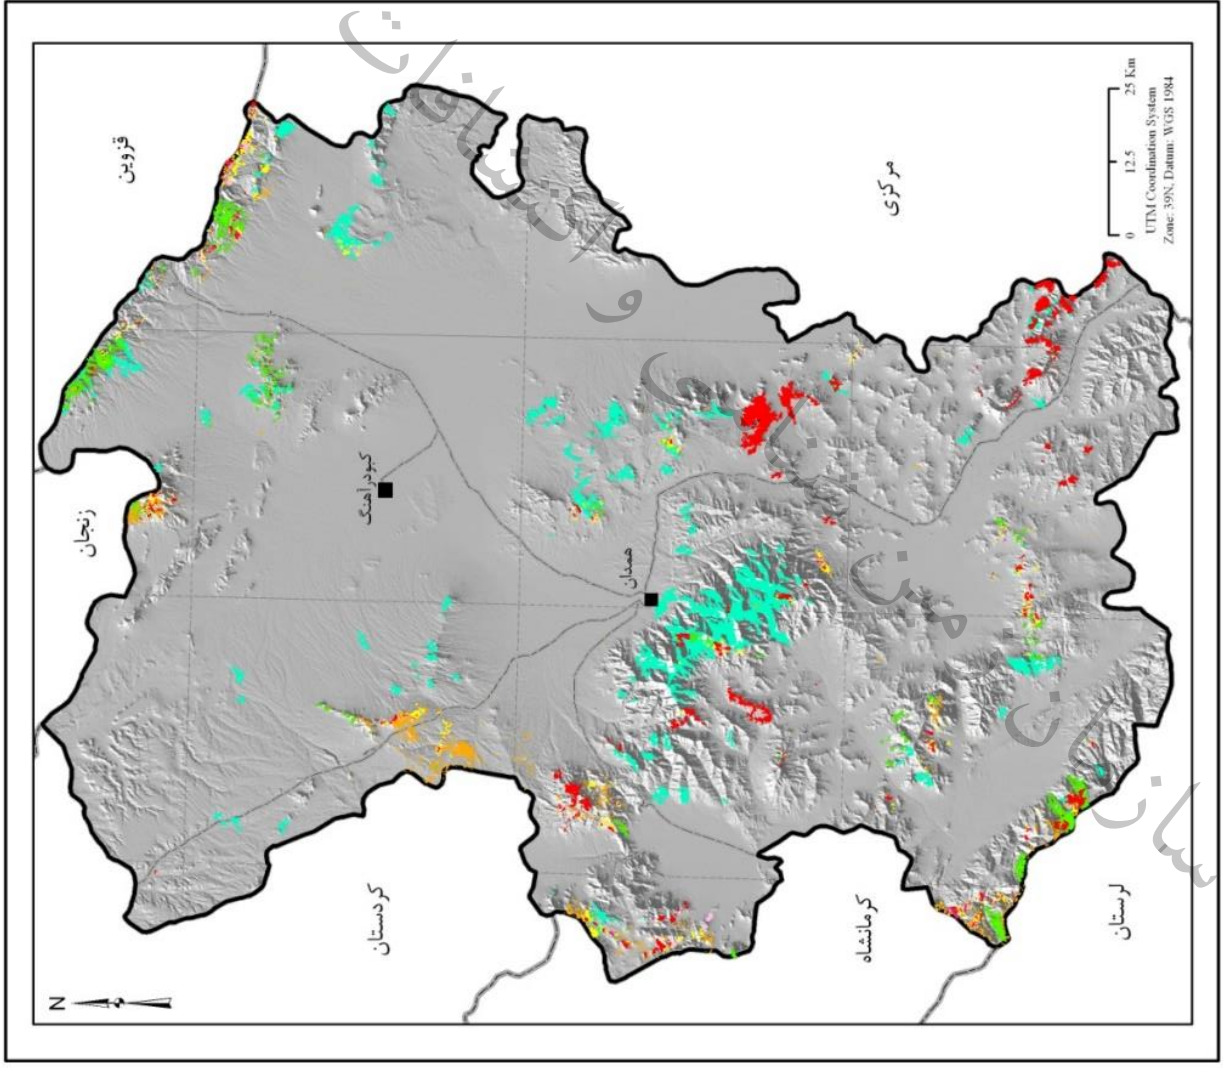 قزوین
زنجان
مرکزی
کبودرآهنگ
همدان
کردستان
کرمانشاه
لرستان
N
0 12.5 25 Km
UTM Coordination System
Zone: 39N, Datum: WGS 1984